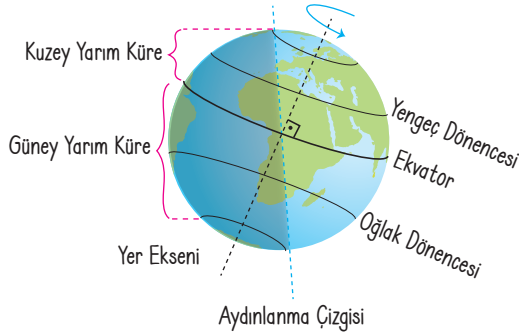 Kuzey Yarım Küre
Güney Yarım Küre
Yengeç Dönencesi
Ekvator
Oğlak Dönencesi
Yer Ekseni
Aydınlanma Çizgisi